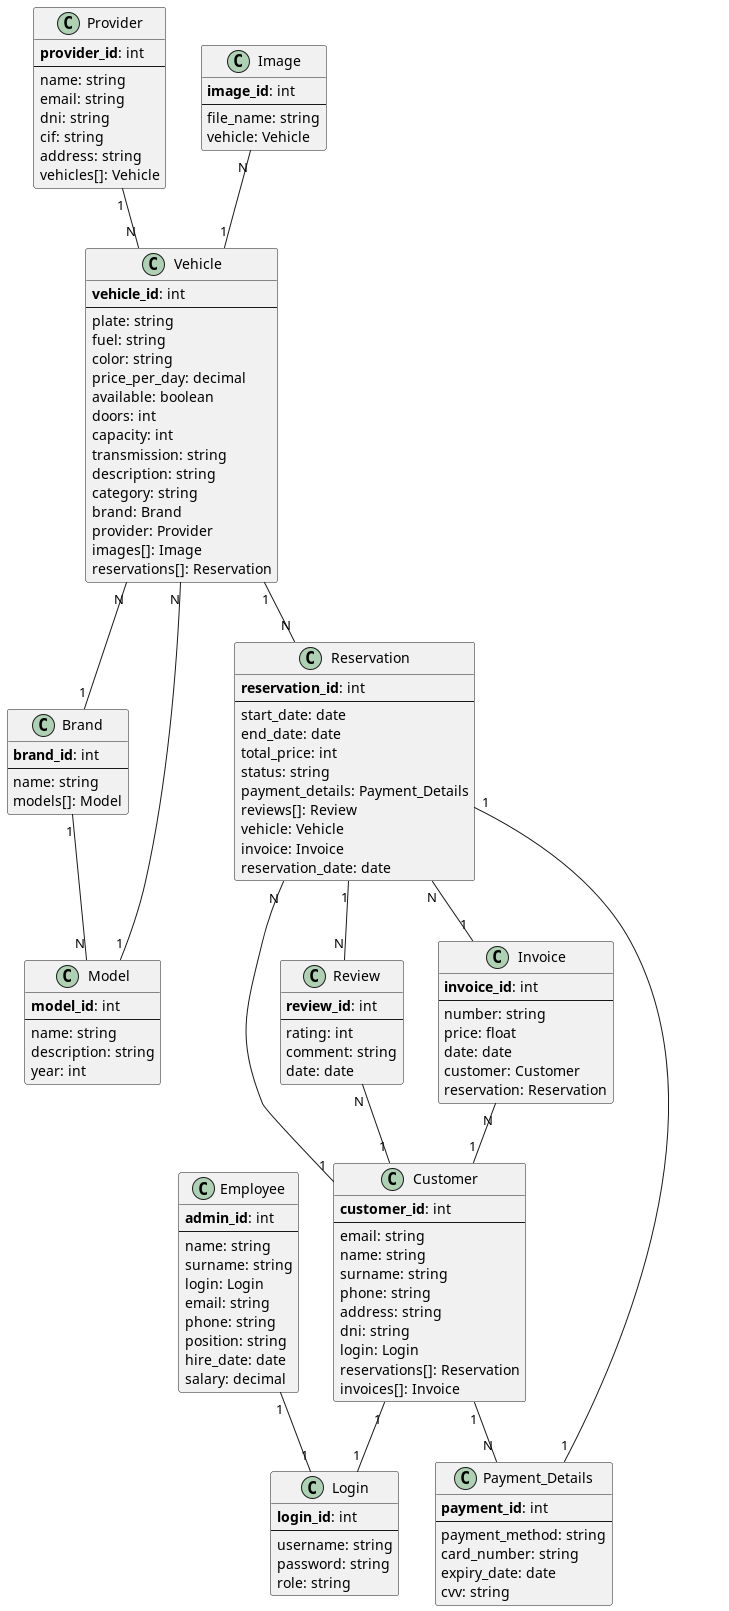 C Provider
provider_id: int
name: string
email: string
dni: string
cif: string
address: string
vehicles[]: Vehicle
C Image
image_id: int
file_name: string
vehicle: Vehicle
1
N
N
1
C Vehicle
vehicle_id: int
plate: string
fuel: string
color: string
price_per_day: decimal
available: boolean
doors: int
capacity: int
transmission: string
description: string
category: string
brand: Brand
provider: Provider
images[]: Image
reservations[]: Reservation
N
N
1
1
N
C Brand
brand_id: int
name: string
models[]: Model
1
N
1
C Model
model_id: int
name: string
description: string
year: int
C Reservation
reservation_id: int
start_date: date
end_date: date
total_price: int
status: string
payment_details: Payment_Details
reviews[]: Review
vehicle: Vehicle
invoice: Invoice
reservation_date: date
1
N
1
N
N
1
C Review
review_id: int
rating: int
comment: string
date: date
C Invoice
invoice_id: int
number: string
price: float
date: date
customer: Customer
reservation: Reservation
N
N
1
1
1
C Employee
admin_id: int
name: string
surname: string
login: Login
email: string
phone: string
position: string
hire_date: date
salary: decimal
C Customer
customer_id: int
email: string
name: string
surname: string
phone: string
address: string
dni: string
login: Login
reservations[]: Reservation
invoices[]: Invoice
1
1
1
1
1
N
1
C Login
login_id: int
username: string
password: string
role: string
C Payment_Details
payment_id: int
payment_method: string
card_number: string
expiry_date: date
cvv: string